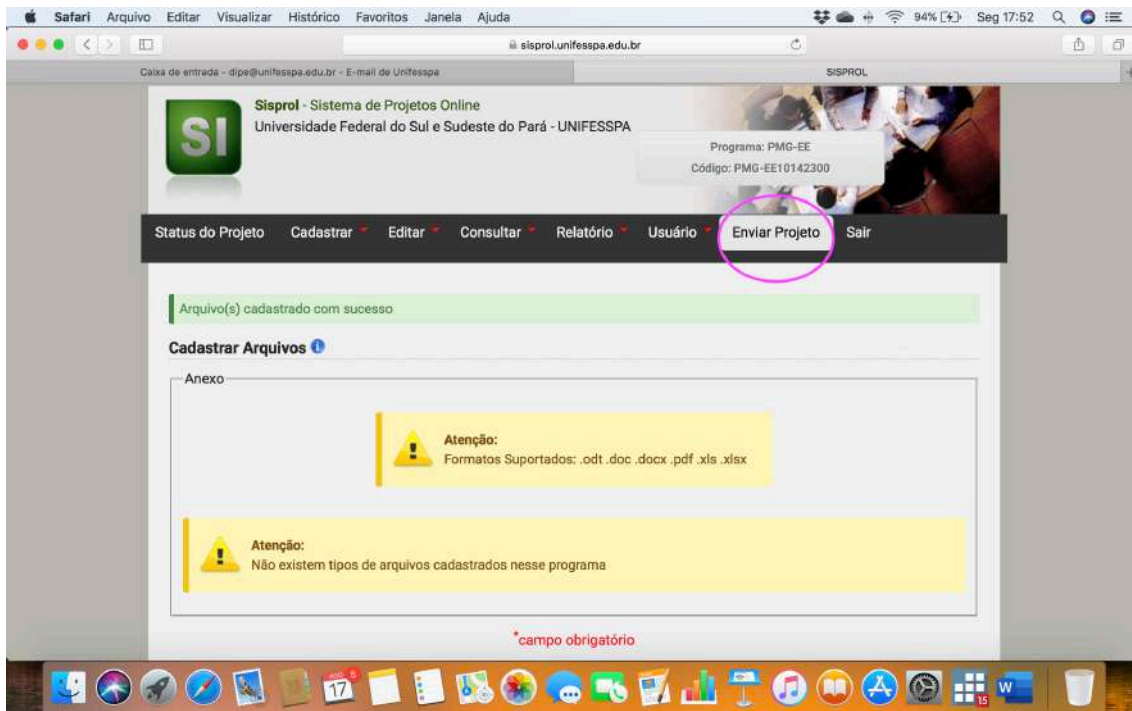 Safari Arquivo Editar Visualizar Histórico Favoritos Janela Ajuda 94% Seg 17:52
sisprol.unifesspa.edu.br
Caixa de entrada - dipe@unifesspa.edu.br - E-mail de Unifesspa SISPROL
SI
Sisprol - Sistema de Projetos Online
Universidade Federal do Sul e Sudeste do Pará - UNIFESSPA
Programa: PMG-EE
Código: PMG-EE10142300
Status do Projeto Cadastrar Editar Consultar Relatório Usuário Enviar Projeto Sair
Arquivo(s) cadastrado com sucesso
Cadastrar Arquivos
Anexo
Atenção:
Formatos Suportados: .odt .doc .docx .pdf .xls .xlsx
Atenção:
Não existem tipos de arquivos cadastrados nesse programa
*campo obrigatório
17
15
W